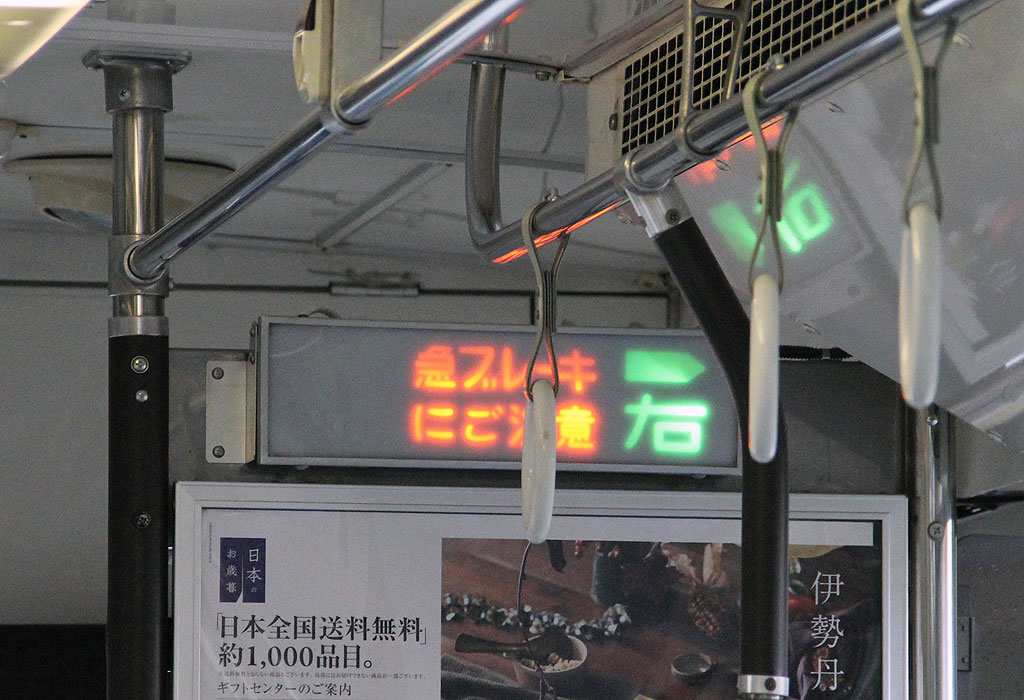 急ブレーキ
にご注意
右
日本の
お歳暮
「日本全国送料無料」
約1,000品目。
ギフトセンターのご案内
伊勢丹